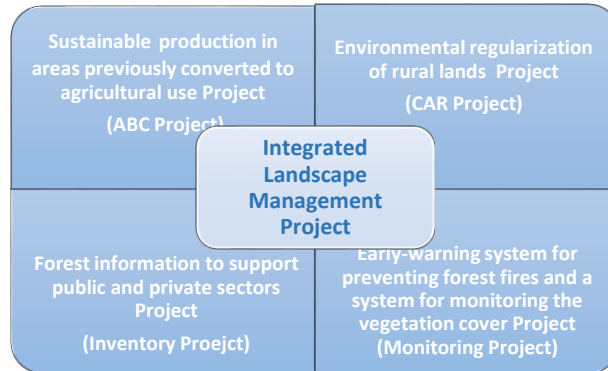 Sustainable production in
areas previously converted to
agricultural use Project
(ABC Project)
Environmental regularization
of rural lands Project
(CAR Project)
Integrated
Landscape
Management
Project
Forest information to support
public and private sectors
Project
(Inventory Proejct)
Early-warning system for
preventing forest fires and a
system for monitoring the
vegetation cover Project
(Monitoring Project)